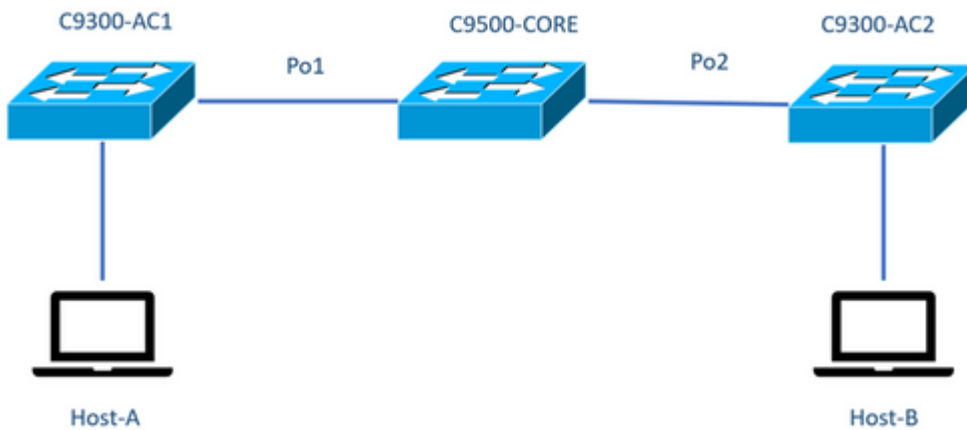 C9300-AC1
C9500-CORE
C9300-AC2
Po1
Po2
Host-A
Host-B